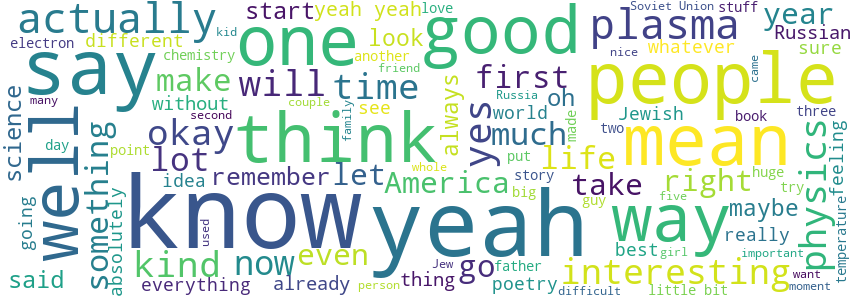 actually
kid
start
yeah yeah
love
Soviet Union
stuff
year
electron
different
one
good
plasma
Russian
chemistry
look
another
friend
nice
whatever
sure
say
make
will
time
first
people
came
science
many
without
couple
see
always
oh
Russia
world
Jewish
book
three
second
okay
family
yes
much
made
two
well
day
point
think
put
life
mean
physics
feeling
lot
idea
remember
let
whole
America
story
take
right
huge
try
temperature
something
absolutely
know
yeah
big
guy
five
way
maybe
going
used
best
girl
really
important
kind
now
even
Jew
go
father
interesting
want
said
everything
already
person
thing
poetry
difficult
little bit
moment